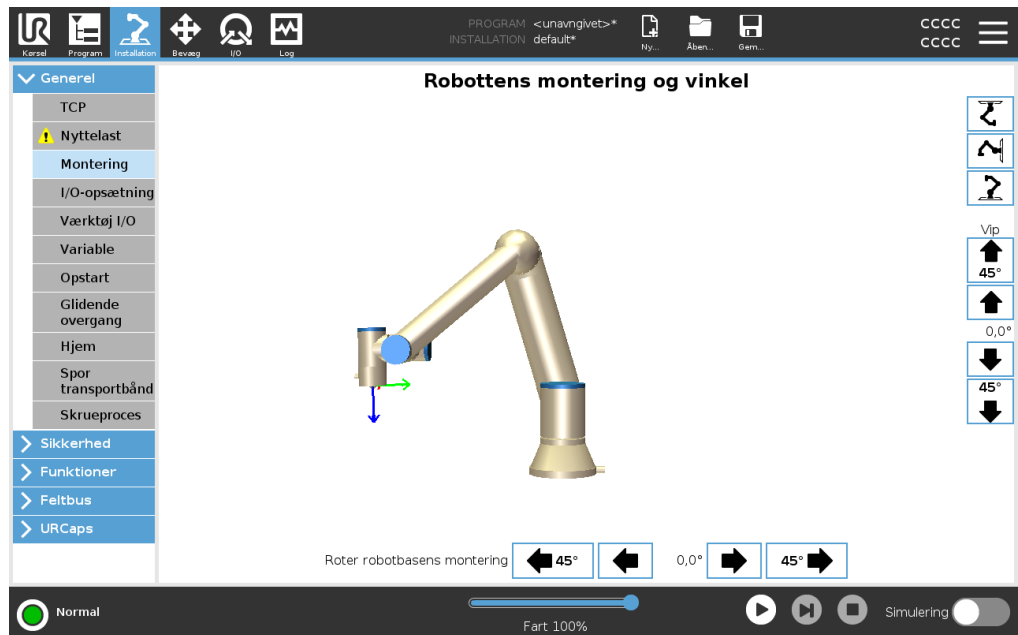 UR
Kørsel
Program
Installation
Bevæg
I/O
Log
PROGRAM <unavngivet>*
INSTALLATION default*
Ny...
Åben...
Gem...
cccc
cccc
Generel
TCP
Nyttelast
Montering
I/O-opsætning
Værktøj I/O
Variable
Opstart
Glidende
overgang
Hjem
Spor
transportbånd
Skrueproces
Sikkerhed
Funktioner
Feltbus
URCaps
Robottens montering og vinkel
Vip
45°
0,0°
45°
Roter robotbasens montering
45°
0,0°
45°
Normal
Fart 100%
Simulering